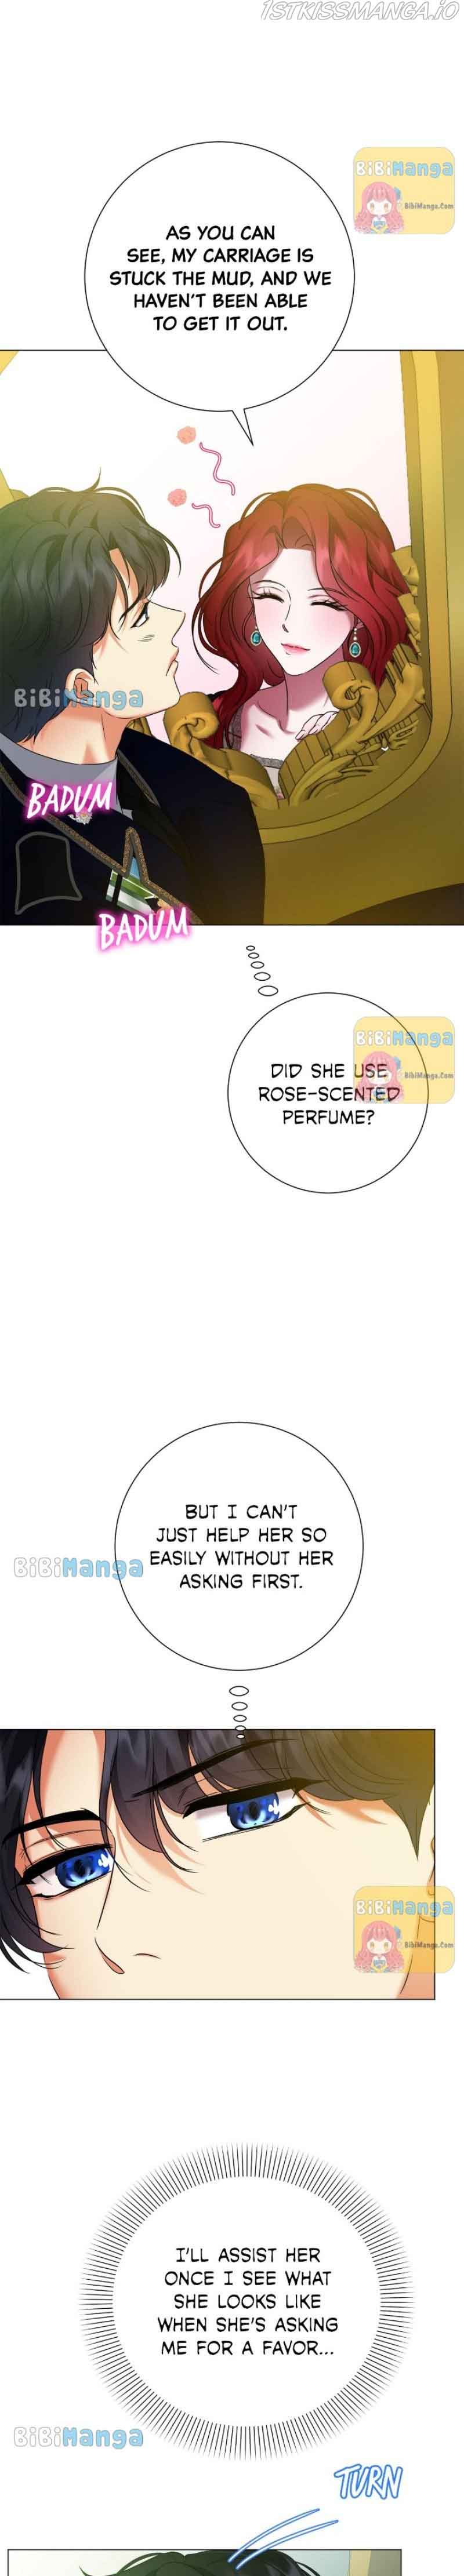 1STKISSMANGA.iO
BiBiManga
BibiManga.Com
AS YOU CAN
SEE, MY CARRIAGE IS
STUCK THE MUD, AND WE
HAVEN'T BEEN ABLE
TO GET IT OUT.
BiBiManga
BADUM
BADUM
BiBiManga
BibiManga.Com
DID SHE USE
ROSE-SCENTED
PERFUME?
BUT I CAN'T
JUST HELP HER SO
EASILY WITHOUT HER
ASKING FIRST.
BiBiManga
BiBiManga
BibiManga.Com
I'LL ASSIST HER
ONCE I SEE WHAT
SHE LOOKS LIKE
WHEN SHE'S ASKING
ME FOR A FAVOR...
BiBiManga
TURN